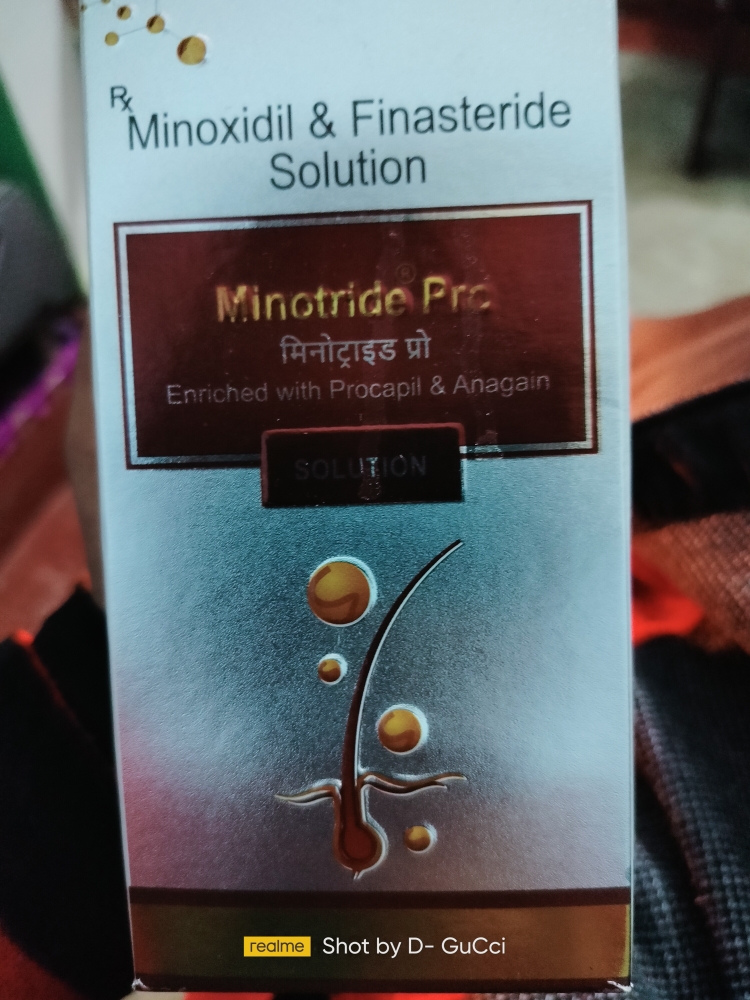 Rx
Minoxidil & Finasteride
Solution
Minotride Pro
®
मिनोट्राइड प्रो
Enriched with Procapil & Anagain
SOLUTION
realme Shot by D- GuCci